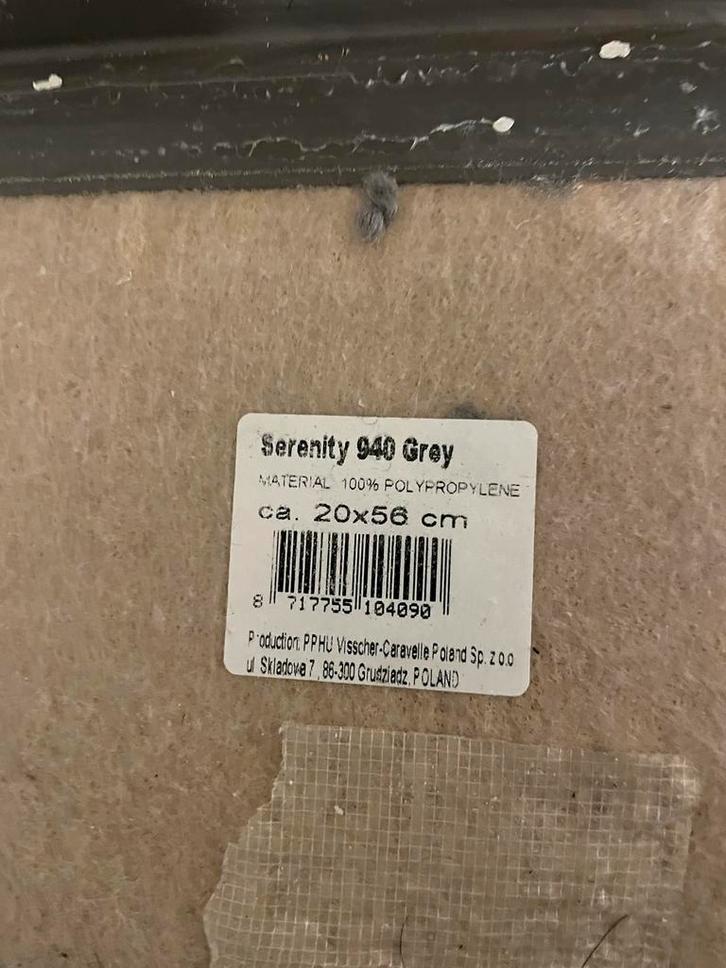 Serenity 940 Grey
MATERIAL 100% POLYPROPYLENE
ca. 20x56 cm
8 717755 104090
Production: PPHU Visscher-Caravelle Poland Sp. z o.o
ul. Skladowa 7 , 86-300 Grudziadz, POLAND